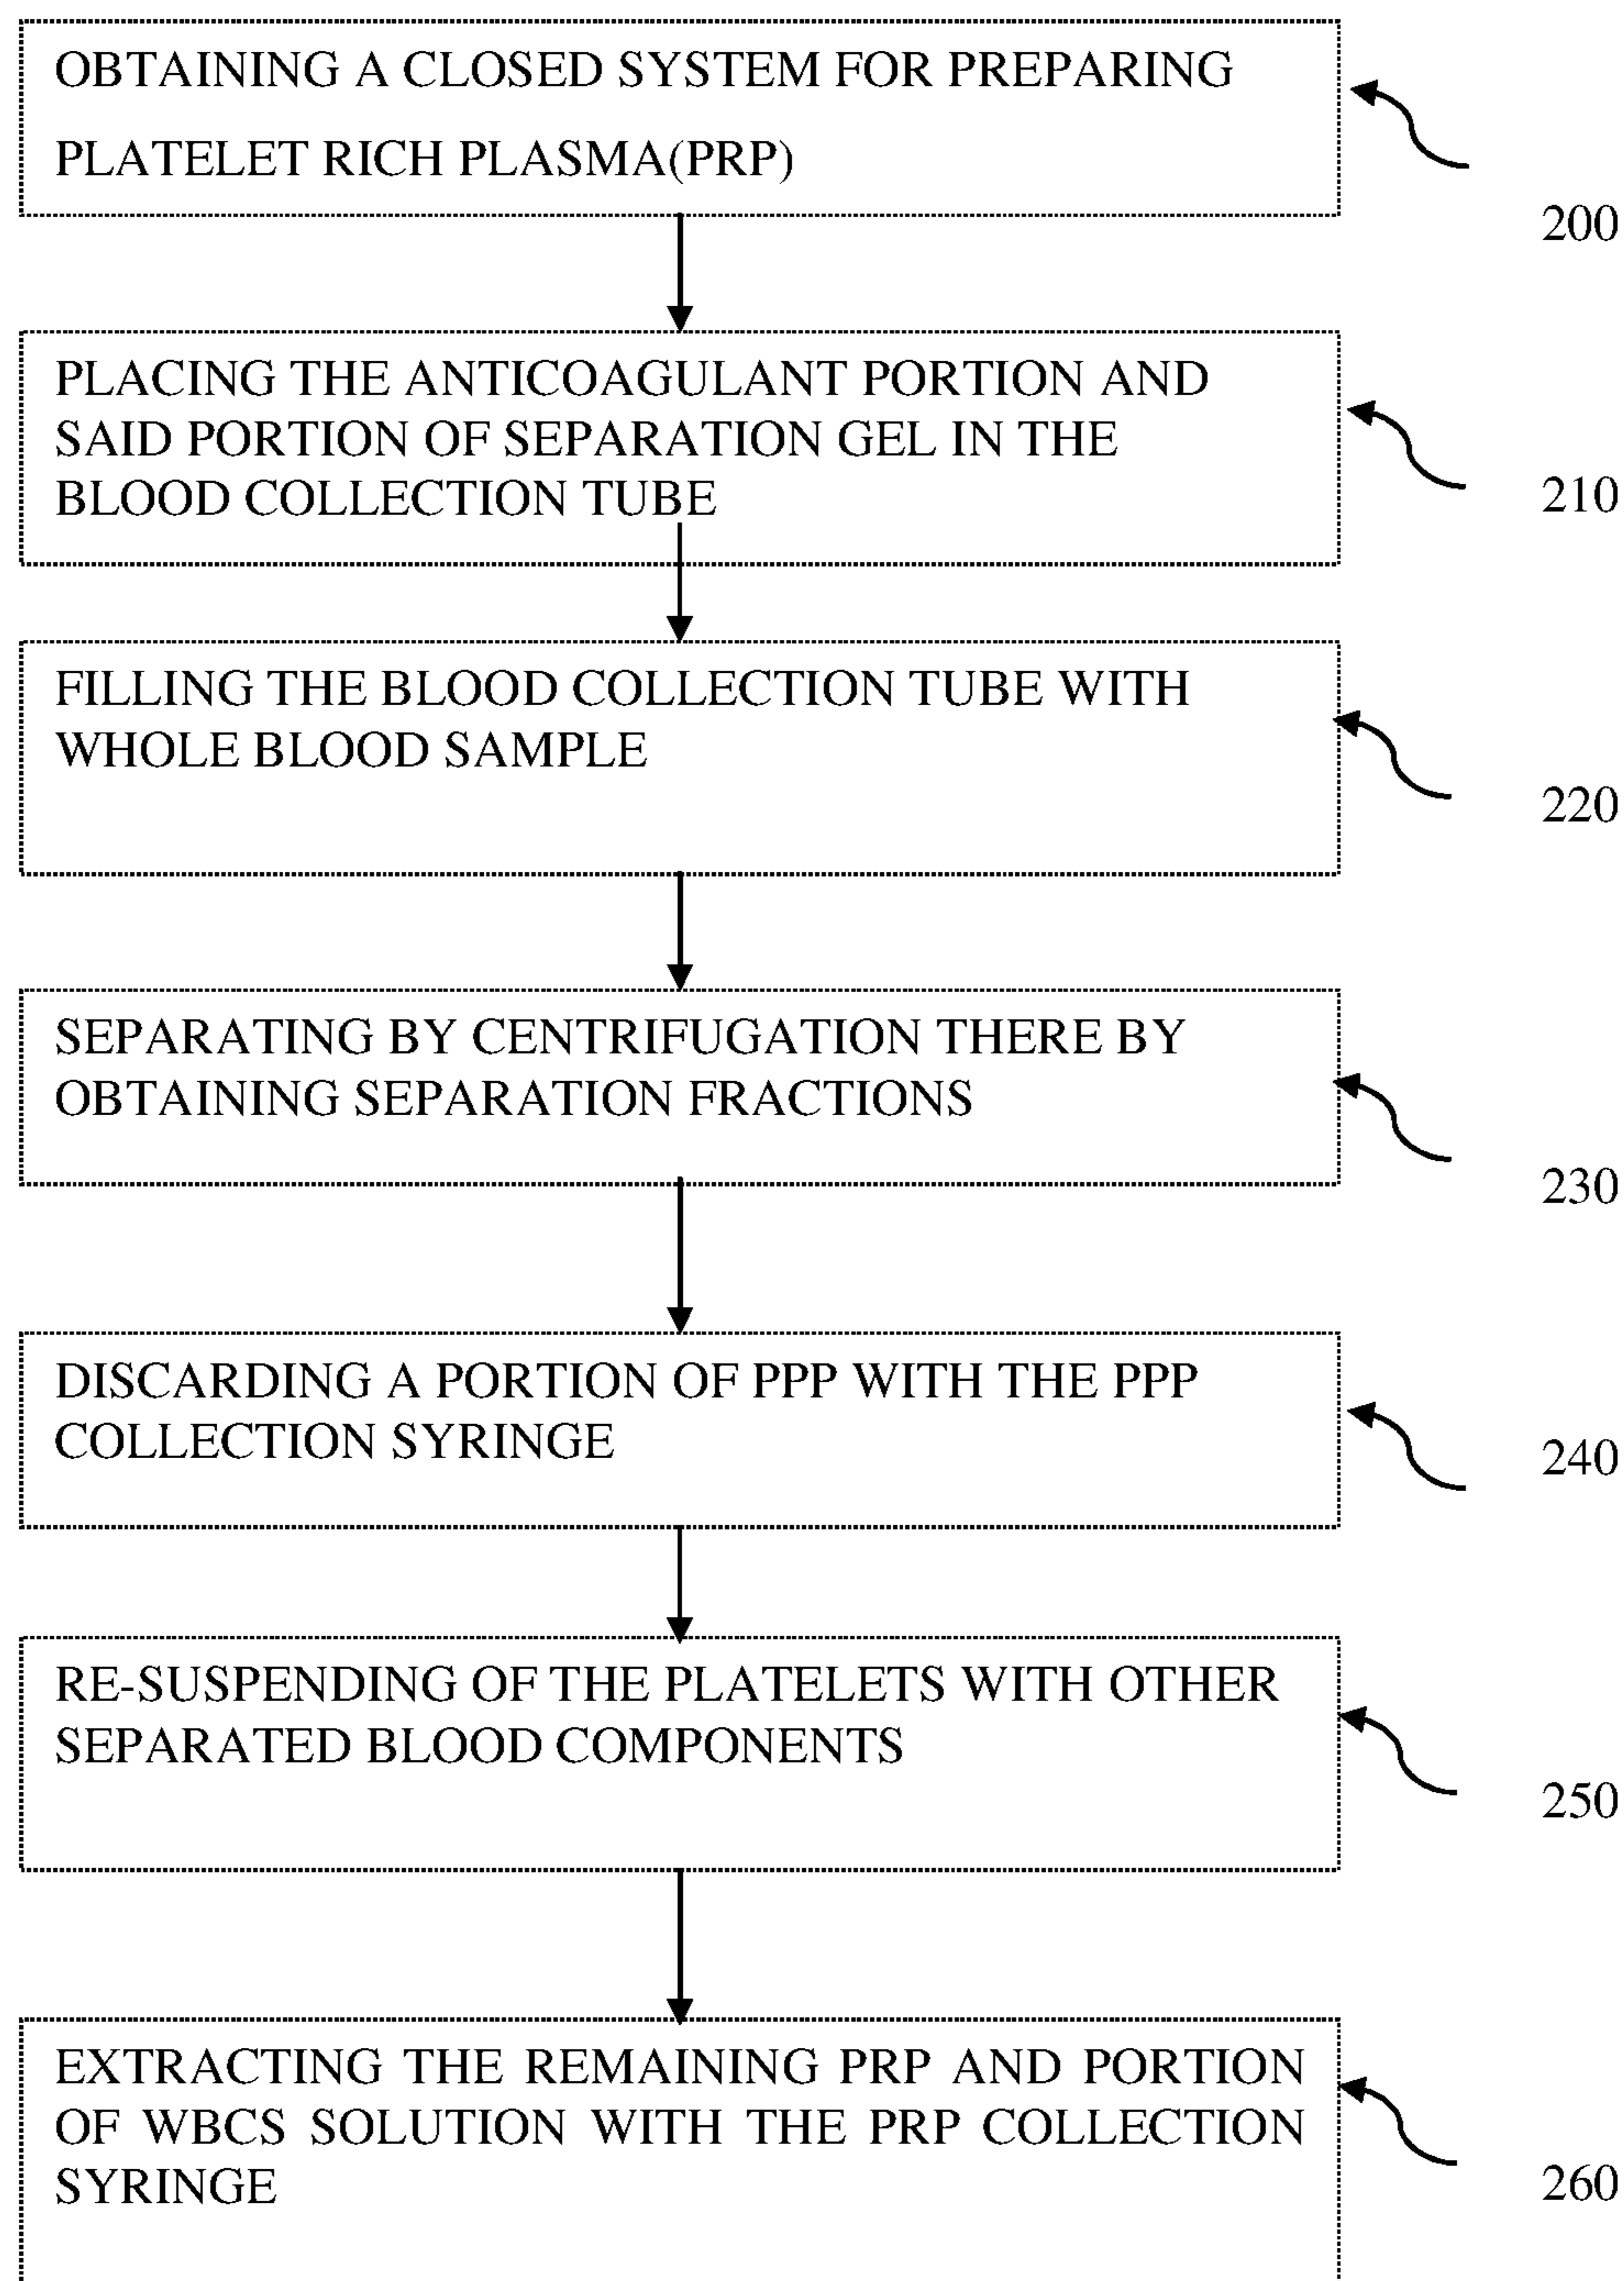 OBTAINING A CLOSED SYSTEM FOR PREPARING
PLATELET RICH PLASMA(PRP)
200
PLACING THE ANTICOAGULANT PORTION AND
SAID PORTION OF SEPARATION GEL IN THE
BLOOD COLLECTION TUBE
210
FILLING THE BLOOD COLLECTION TUBE WITH
WHOLE BLOOD SAMPLE
220
SEPARATING BY CENTRIFUGATION THERE BY
OBTAINING SEPARATION FRACTIONS
230
DISCARDING A PORTION OF PPP WITH THE PPP
COLLECTION SYRINGE
240
RE-SUSPENDING OF THE PLATELETS WITH OTHER
SEPARATED BLOOD COMPONENTS
250
EXTRACTING THE REMAINING PRP AND PORTION
OF WBCS SOLUTION WITH THE PRP COLLECTION
SYRINGE
260